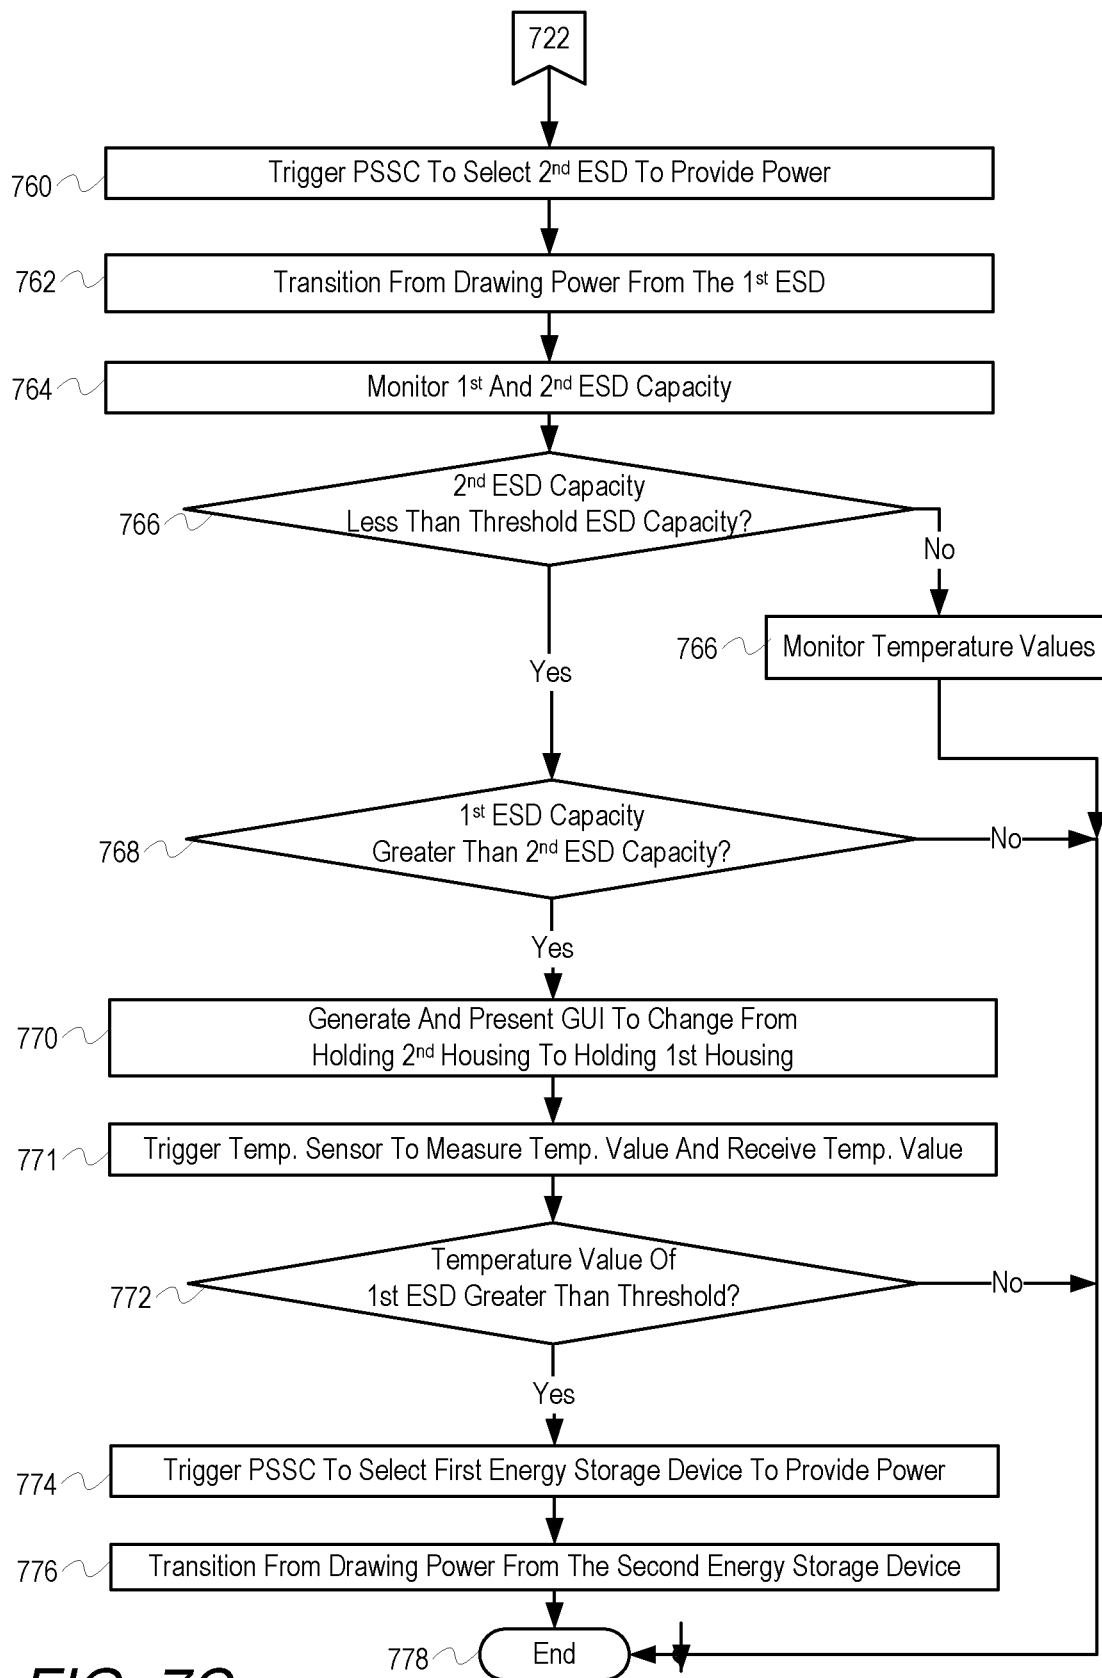 722
760
Trigger PSSC To Select 2nd ESD To Provide Power
762
Transition From Drawing Power From The 1st ESD
764
Monitor 1st And 2nd ESD Capacity
766
2nd ESD Capacity
Less Than Threshold ESD Capacity?
No
766
Monitor Temperature Values
Yes
768
1st ESD Capacity
Greater Than 2nd ESD Capacity?
No
Yes
770
Generate And Present GUI To Change From
Holding 2nd Housing To Holding 1st Housing
771
Trigger Temp. Sensor To Measure Temp. Value And Receive Temp. Value
772
Temperature Value Of
1st ESD Greater Than Threshold?
No
Yes
774
Trigger PSSC To Select First Energy Storage Device To Provide Power
776
Transition From Drawing Power From The Second Energy Storage Device
778
End
FIG. 7C